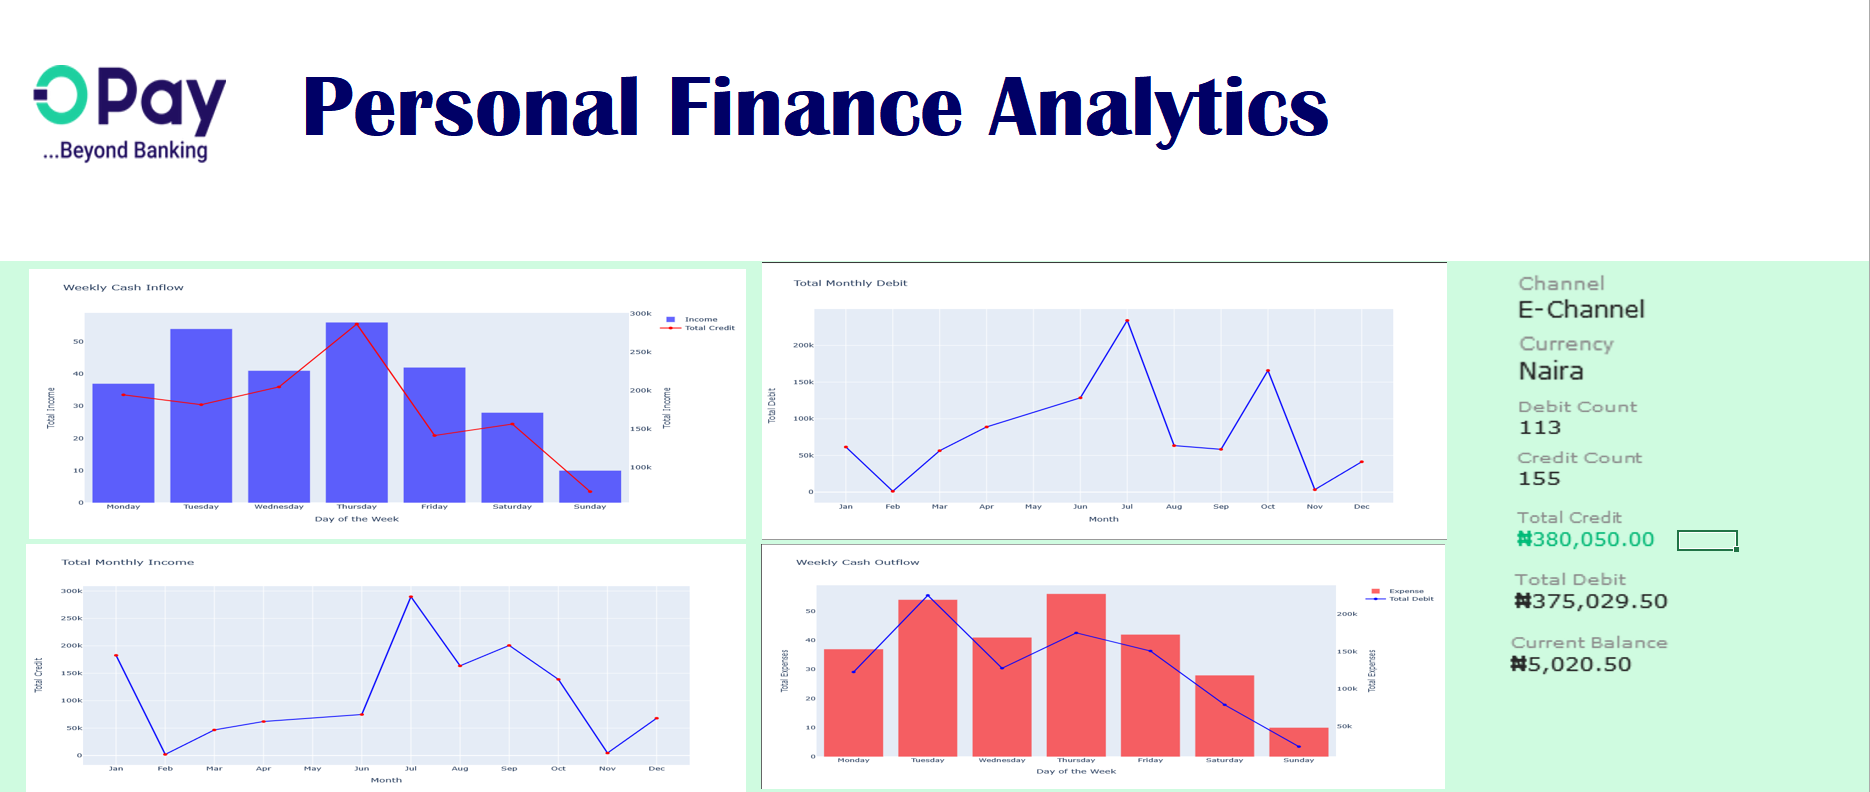 OPay
...Beyond Banking
Personal Finance Analytics
Weekly Cash Inflow
Income
Total Credit
Total Income
50
40
30
20
10
0
300k
250k
200k
150k
100k
Total Income
Monday Tuesday Wednesday Thursday Friday Saturday Sunday
Day of the Week
Total Monthly Debit
Total Debit
200k
150k
100k
50k
0
Jan Feb Mar Apr May Jun Jul Aug Sep Oct Nov Dec
Month
Total Monthly Income
Total Credit
300k
250k
200k
150k
100k
50k
0
Jan Feb Mar Apr May Jun Jul Aug Sep Oct Nov Dec
Month
Weekly Cash Outflow
Expense
Total Debit
Total Expenses
50
40
30
20
10
0
200k
150k
100k
50k
Total Expenses
Monday Tuesday Wednesday Thursday Friday Saturday Sunday
Day of the Week
Channel
E-Channel
Currency
Naira
Debit Count
113
Credit Count
155
Total Credit
₦380,050.00
Total Debit
₦375,029.50
Current Balance
₦5,020.50